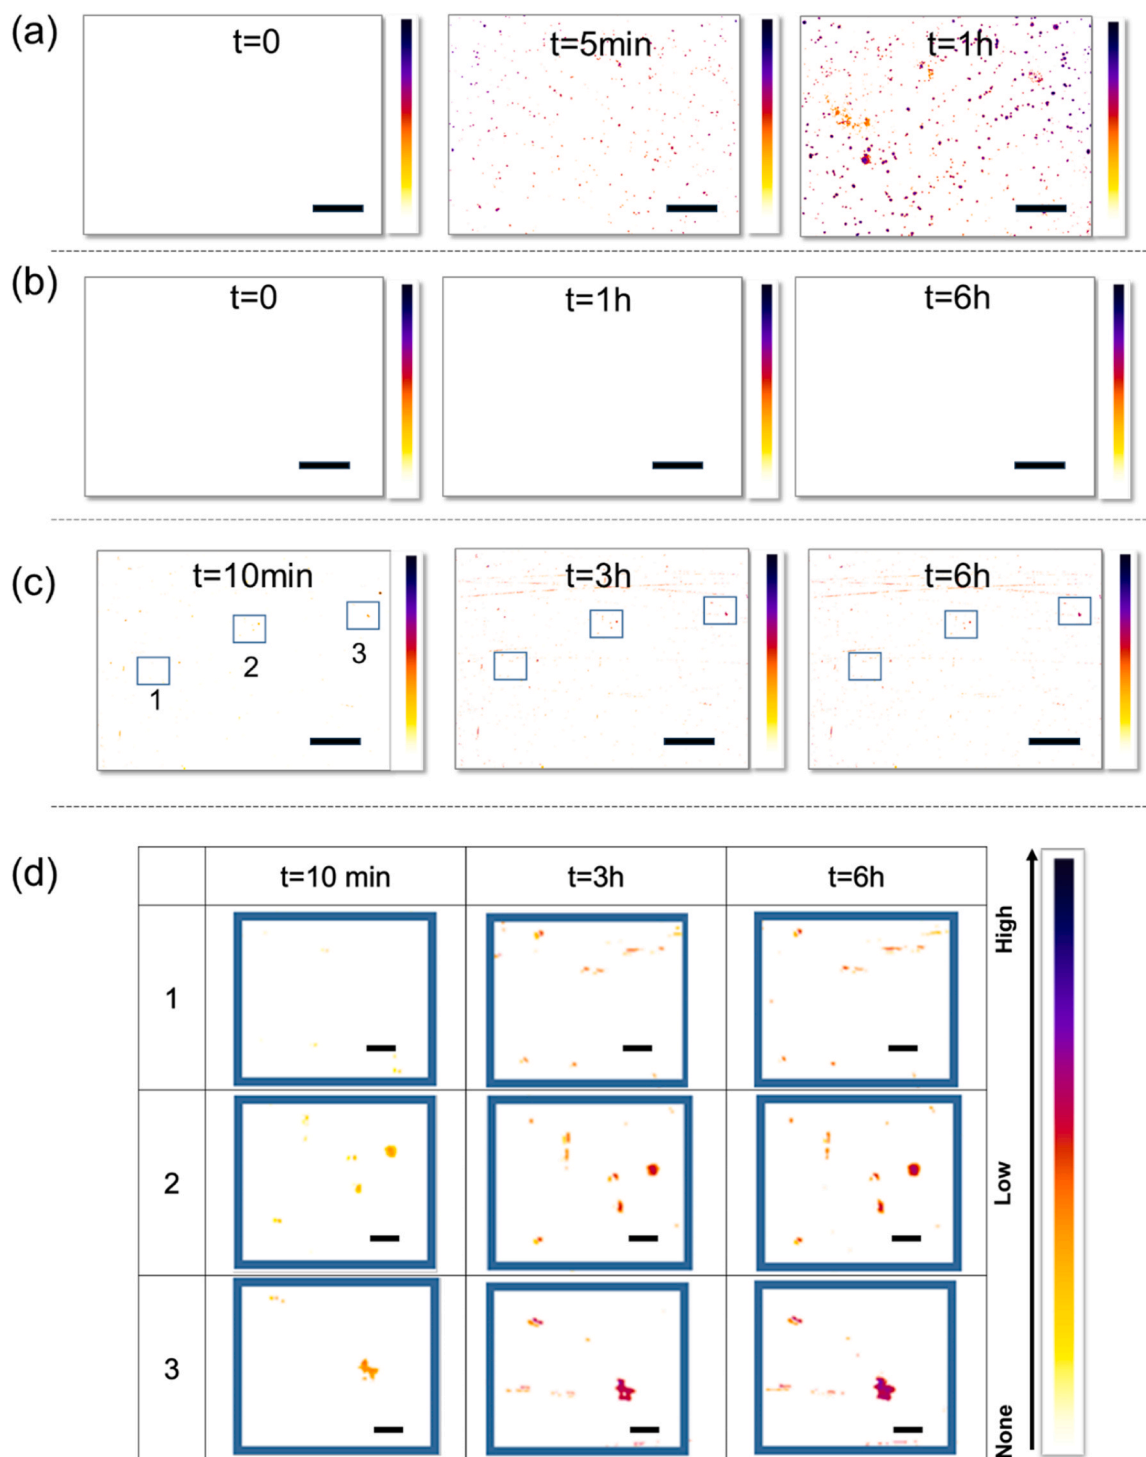 (a)
t=0
t=5min
t=1h
(b)
t=0
t=1h
t=6h
(c)
t=10min
t=3h
t=6h
1
2
3
(d)
t=10 min
t=3h
t=6h
1
2
3
High
Low
None